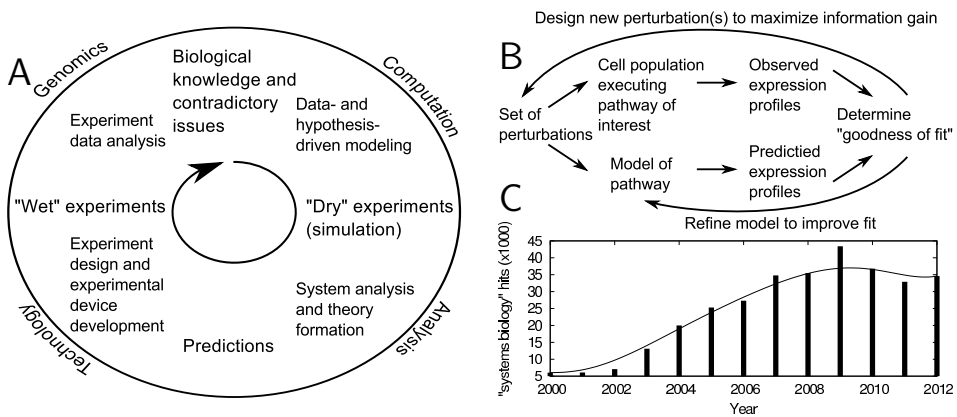 A
Genomics
Computation
Analysis
Technology
Biological
knowledge and
contradictory
issues
Data- and
hypothesis-
driven modeling
"Dry" experiments
(simulation)
System analysis
and theory
formation
Predictions
Experiment
design and
experimental
device
development
"Wet" experiments
Experiment
data analysis
B
Design new perturbation(s) to maximize information gain
Set of
perturbations
Cell population
executing
pathway of
interest
Observed
expression
profiles
Determine
"goodness of fit"
Model of
pathway
Predictied
expression
profiles
Refine model to improve fit
C
"systems biology" hits (x1000)
45
40
35
30
25
20
15
10
5
2000 2002 2004 2006 2008 2010 2012
Year